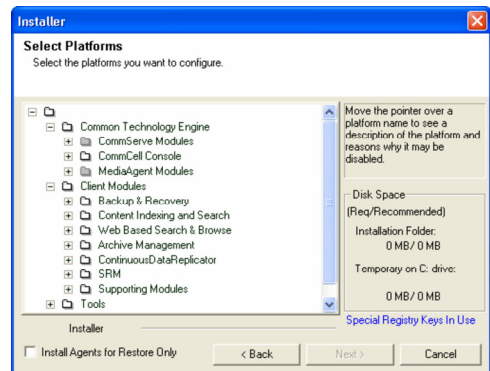 Installer
Select Platforms
Select the platforms you want to configure.
Common Technology Engine
CommServe Modules
CommCell Console
MediaAgent Modules
Client Modules
Backup & Recovery
Content Indexing and Search
Web Based Search & Browse
Archive Management
ContinuousDataReplicator
SRM
Supporting Modules
Tools
Move the pointer over a
platform name to see a
description of the platform and
reasons why it may be
disabled.
Disk Space
(Req/Recommended)
Installation Folder:
0 MB/ 0 MB
Temporary on C: drive:
0 MB/ 0 MB
Special Registry Keys In Use
Installer
Install Agents for Restore Only
< Back
Next >
Cancel